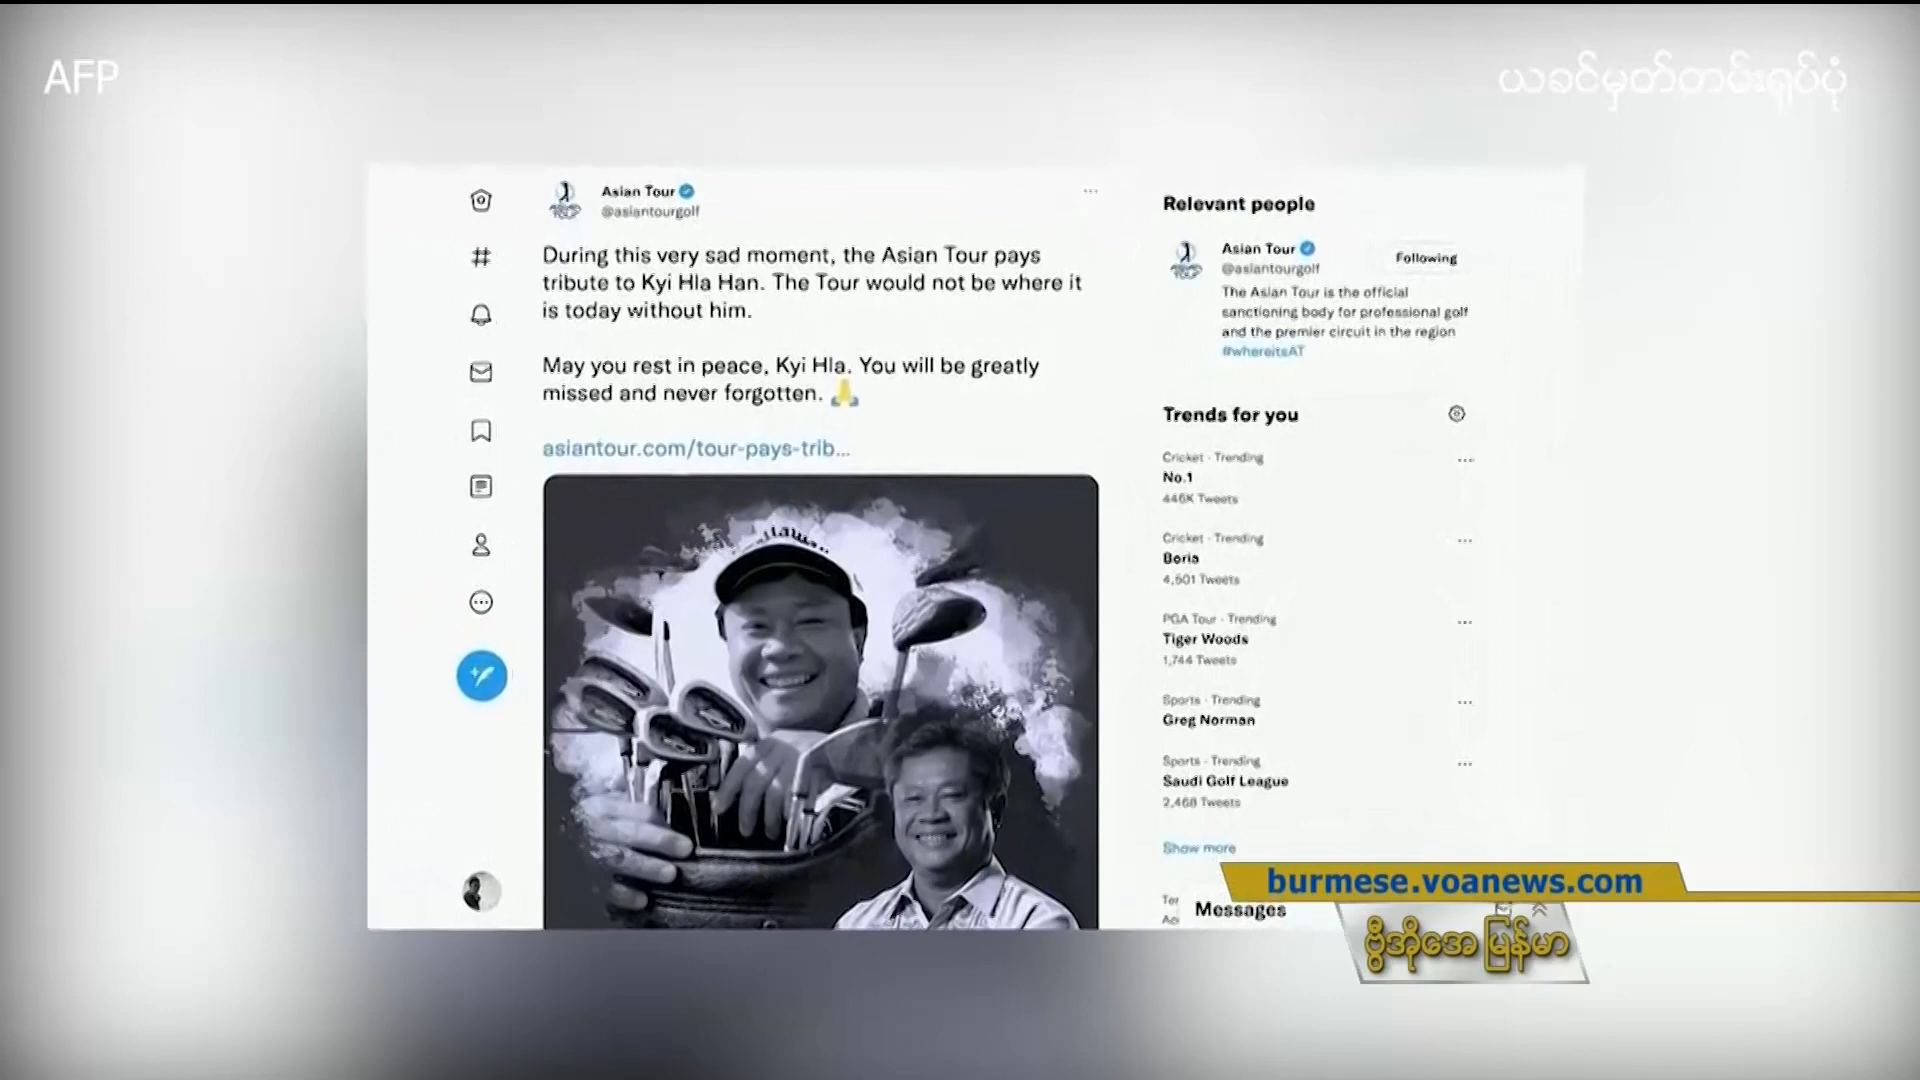 AFP
ယခင်မှတ်တမ်းရုပ်ပုံ
Asian Tour
@asiantourgolf
During this very sad moment, the Asian Tour pays
tribute to Kyi Hla Han. The Tour would not be where it
is today without him.
May you rest in peace, Kyi Hla. You will be greatly
missed and never forgotten. 🙏
asiantour.com/tour-pays-trib...
Relevant people
Asian Tour
@asiantourgolf
Following
The Asian Tour is the official
sanctioning body for professional golf
and the premier circuit in the region
#whereitsAT
Trends for you
Cricket · Trending
No.1
446K Tweets
Cricket · Trending
Boria
4,501 Tweets
PGA Tour · Trending
Tiger Woods
1,744 Tweets
Sports · Trending
Greg Norman
Sports · Trending
Saudi Golf League
2,468 Tweets
Show more
Messages
burmese.voanews.com
ဗွီအိုအေ မြန်မာ